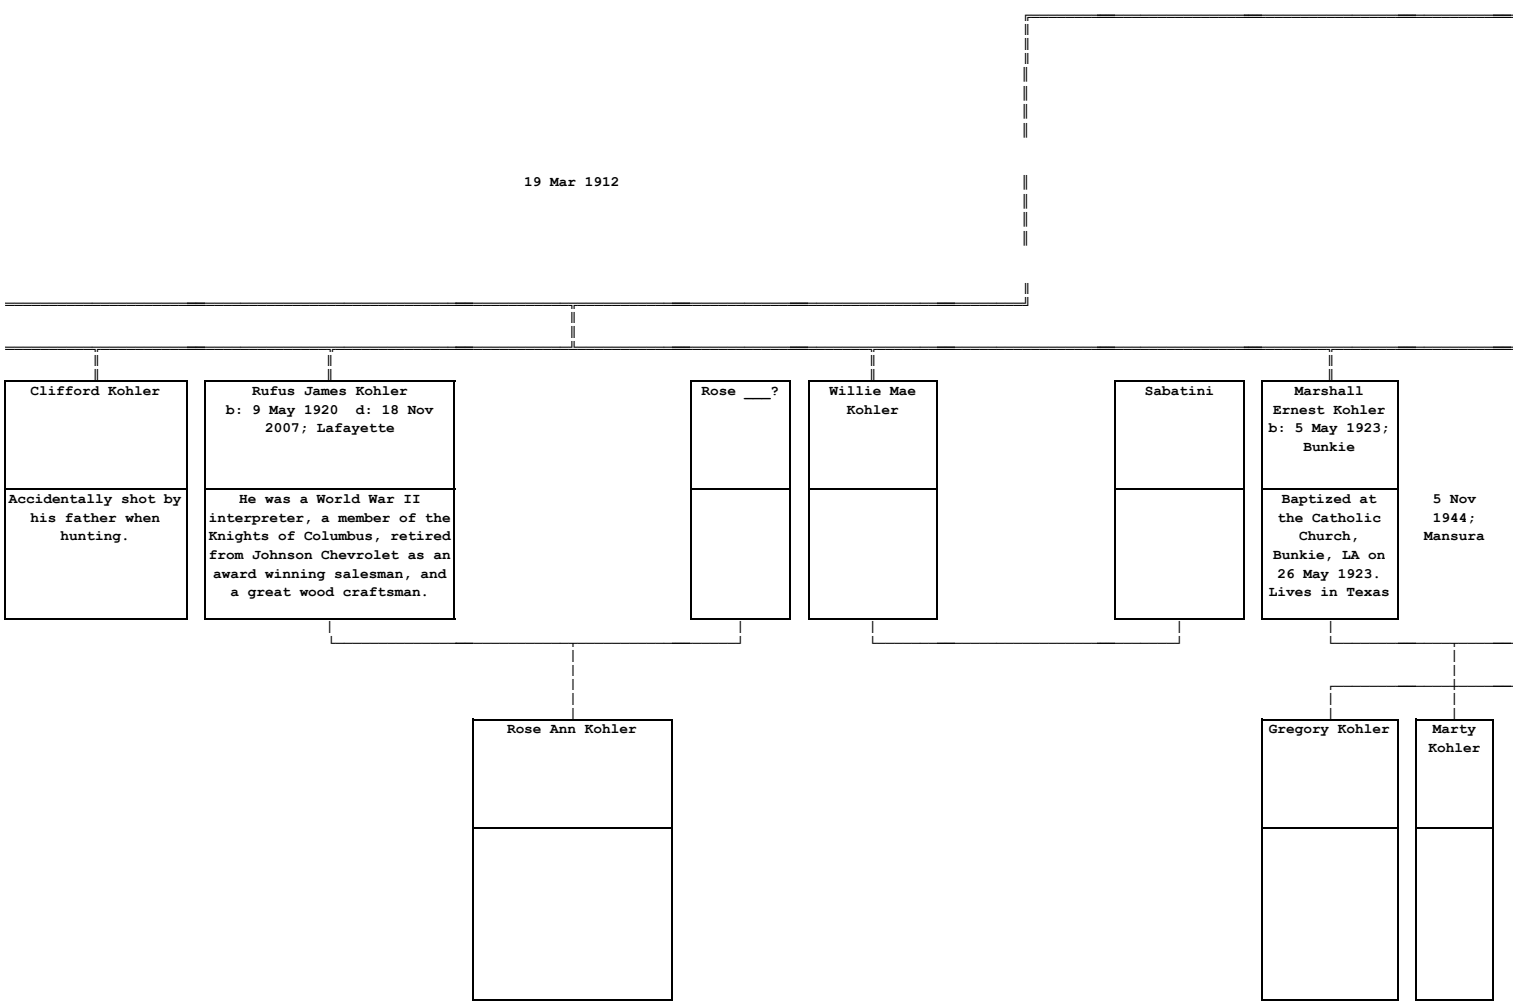 19 Mar 1912
Clifford Kohler
Accidentally shot by
his father when
hunting.
Rufus James Kohler
b: 9 May 1920  d: 18 Nov
2007; Lafayette
He was a World War II
interpreter, a member of the
Knights of Columbus, retired
from Johnson Chevrolet as an
award winning salesman, and
a great wood craftsman.
Rose ___?
Willie Mae
Kohler
Sabatini
Marshall
Ernest Kohler
b: 5 May 1923;
Bunkie
Baptized at
the Catholic
Church,
Bunkie, LA on
26 May 1923.
Lives in Texas
5 Nov
1944;
Mansura
Rose Ann Kohler
Gregory Kohler
Marty
Kohler